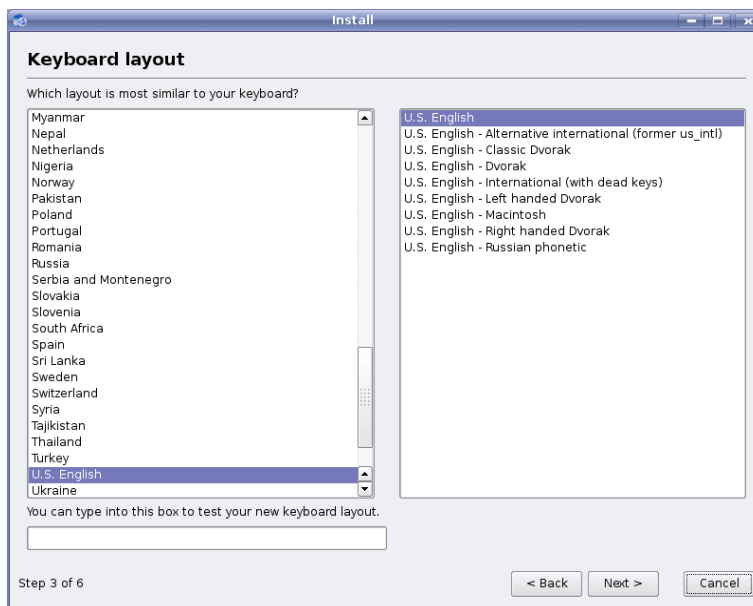 Install
Keyboard layout
Which layout is most similar to your keyboard?
Myanmar
Nepal
Netherlands
Nigeria
Norway
Pakistan
Poland
Portugal
Romania
Russia
Serbia and Montenegro
Slovakia
Slovenia
South Africa
Spain
Sri Lanka
Sweden
Switzerland
Syria
Tajikistan
Thailand
Turkey
U.S. English
Ukraine
U.S. English
U.S. English - Alternative international (former us_intl)
U.S. English - Classic Dvorak
U.S. English - Dvorak
U.S. English - International (with dead keys)
U.S. English - Left handed Dvorak
U.S. English - Macintosh
U.S. English - Right handed Dvorak
U.S. English - Russian phonetic
You can type into this box to test your new keyboard layout.
Step 3 of 6
< Back
Next >
Cancel